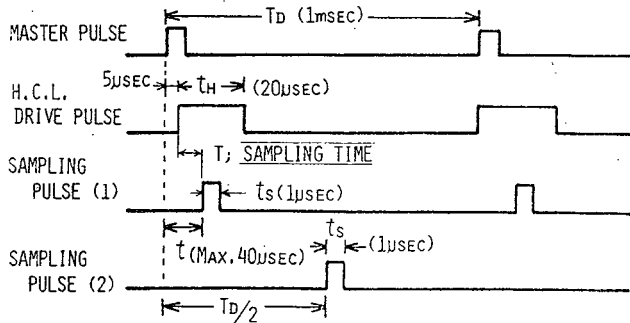 TD (1mSEC)
MASTER PULSE
5μSEC tH (20μSEC)
H.C.L.
DRIVE PULSE
T; SAMPLING TIME
SAMPLING
PULSE (1)
ts (1μSEC)
t (MAX. 40μSEC)
ts
(1μSEC)
SAMPLING
PULSE (2)
TD/2